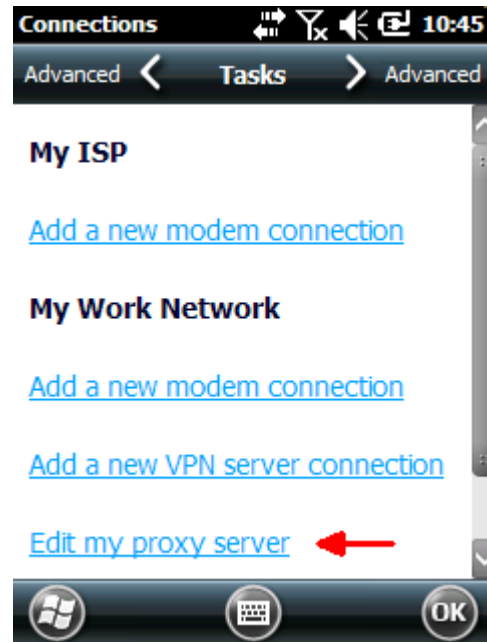 Connections 10:45
Advanced Tasks Advanced
My ISP
Add a new modem connection
My Work Network
Add a new modem connection
Add a new VPN server connection
Edit my proxy server
OK